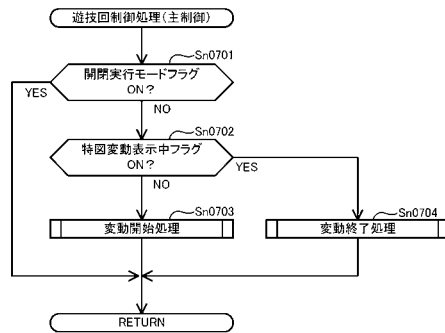 遊技回制御処理(主制御)
Sn0701
開閉実行モードフラグ
ON?
YES
NO
Sn0702
特図変動表示中フラグ
ON?
YES
NO
Sn0703
変動開始処理
Sn0704
変動終了処理
RETURN